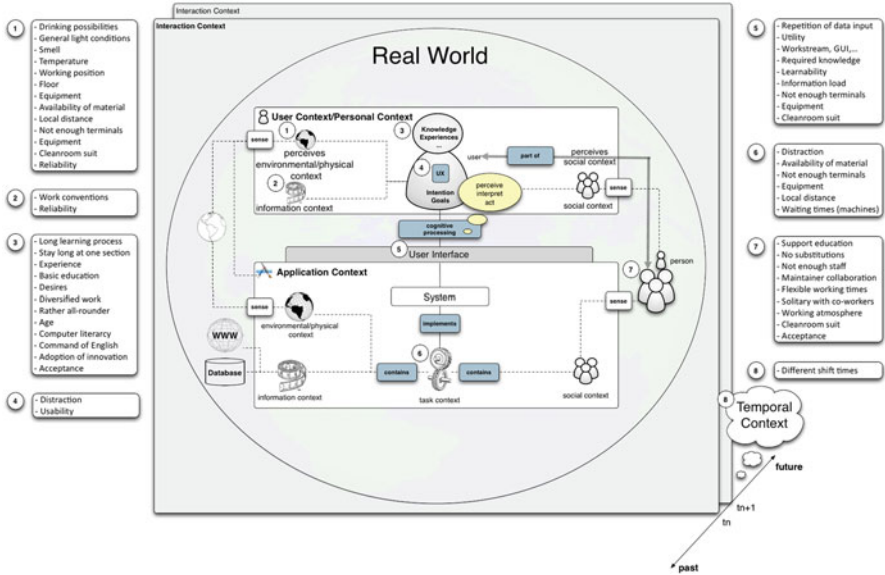 Interaction Context
Interaction Context
Real World
1
- Drinking possibilities
- General light conditions
- Smell
- Temperature
- Working position
- Floor
- Equipment
- Availability of material
- Local distance
- Not enough terminals
- Equipment
- Cleanroom suit
- Reliability
2
- Work conventions
- Reliability
3
- Long learning process
- Stay long at one section
- Experience
- Basic education
- Desires
- Diversified work
- Rather all-rounder
- Age
- Computer literarcy
- Command of English
- Adoption of innovation
- Acceptance
4
- Distraction
- Usability
User Context/Personal Context
sense
1
perceives
environmental/physical
context
2
information context
3
Knowledge
Experiences
...
4
UX
Intention
Goals
user
part of
perceives
social context
perceive
interpret
act
social context
sense
cognitive
processing
5
User Interface
Application Context
System
sense
environmental/physical
context
implements
WWW
Database
information context
contains
6
task context
contains
social context
sense
7
person
5
- Repetition of data input
- Utility
- Workstream, GUI,...
- Required knowledge
- Learnability
- Information load
- Not enough terminals
- Equipment
- Cleanroom suit
6
- Distraction
- Availability of material
- Not enough terminals
- Equipment
- Local distance
- Waiting times (machines)
7
- Support education
- No substitutions
- Not enough staff
- Maintainer collaboration
- Flexible working times
- Solitary with co-workers
- Working atmosphere
- Cleanroom suit
- Acceptance
8
- Different shift times
8
Temporal
Context
future
tn+1
tn
past